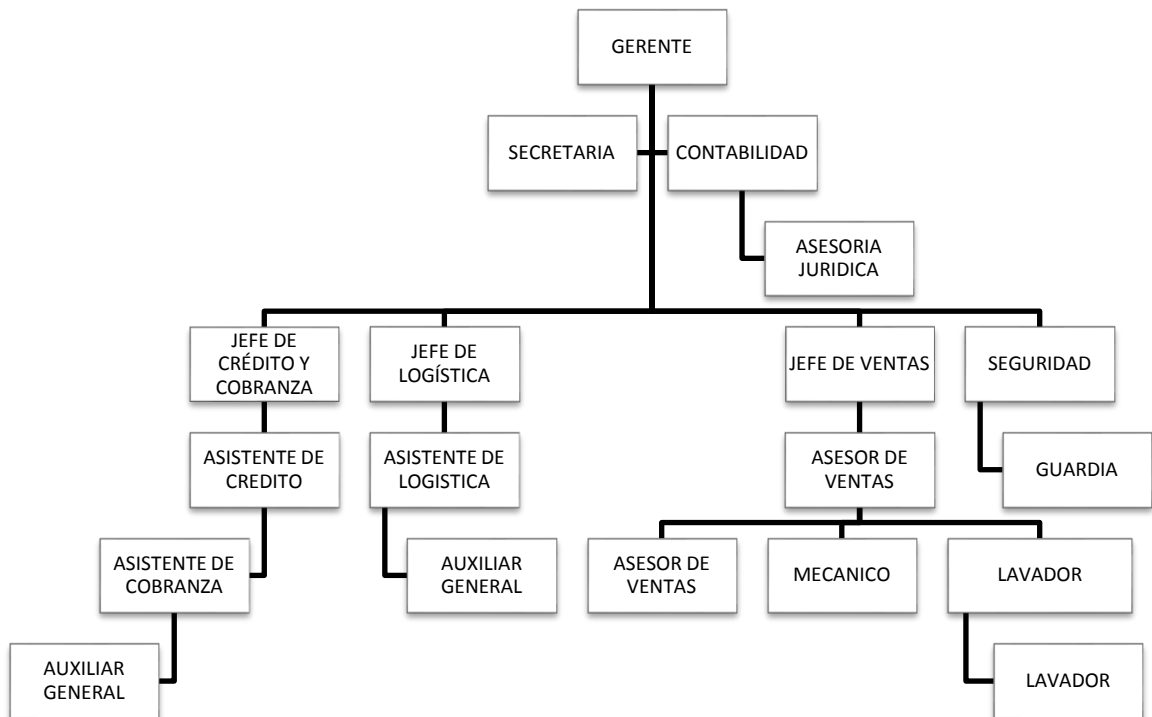 GERENTE
SECRETARIA
CONTABILIDAD
ASESORIA
JURIDICA
JEFE DE
CRÉDITO Y
COBRANZA
JEFE DE
LOGÍSTICA
JEFE DE VENTAS
SEGURIDAD
ASISTENTE DE
CREDITO
ASISTENTE DE
LOGISTICA
ASESOR DE
VENTAS
GUARDIA
ASISTENTE DE
COBRANZA
AUXILIAR
GENERAL
ASESOR DE
VENTAS
MECANICO
LAVADOR
AUXILIAR
GENERAL
LAVADOR